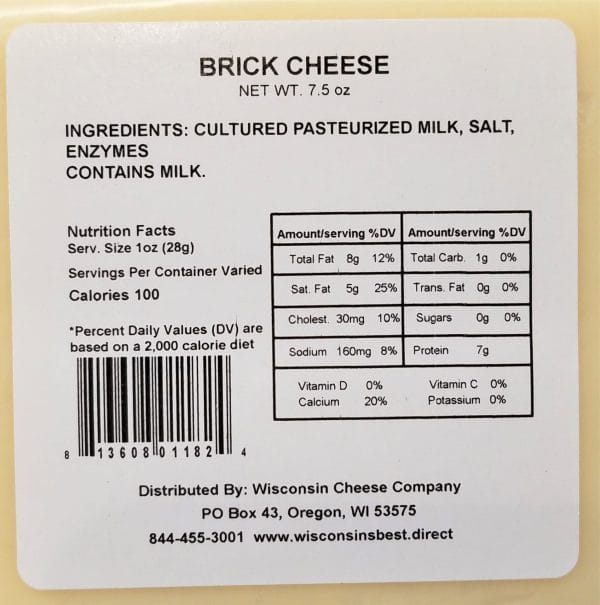 BRICK CHEESE
NET WT. 7.5 oz
INGREDIENTS: CULTURED PASTEURIZED MILK, SALT,
ENZYMES
CONTAINS MILK.
Nutrition Facts
Serv. Size 1oz (28g)
Servings Per Container Varied
Calories 100
*Percent Daily Values (DV) are
based on a 2,000 calorie diet
Amount/serving %DV Amount/serving %DV
Total Fat 8g 12% Total Carb. 1g 0%
Sat. Fat 5g 25% Trans. Fat 0g 0%
Cholest. 30mg 10% Sugars 0g 0%
Sodium 160mg 8% Protein 7g
Vitamin D 0% Vitamin C 0%
Calcium 20% Potassium 0%
8 13608 01182 4
Distributed By: Wisconsin Cheese Company
PO Box 43, Oregon, WI 53575
844-455-3001 www.wisconsinsbest.direct